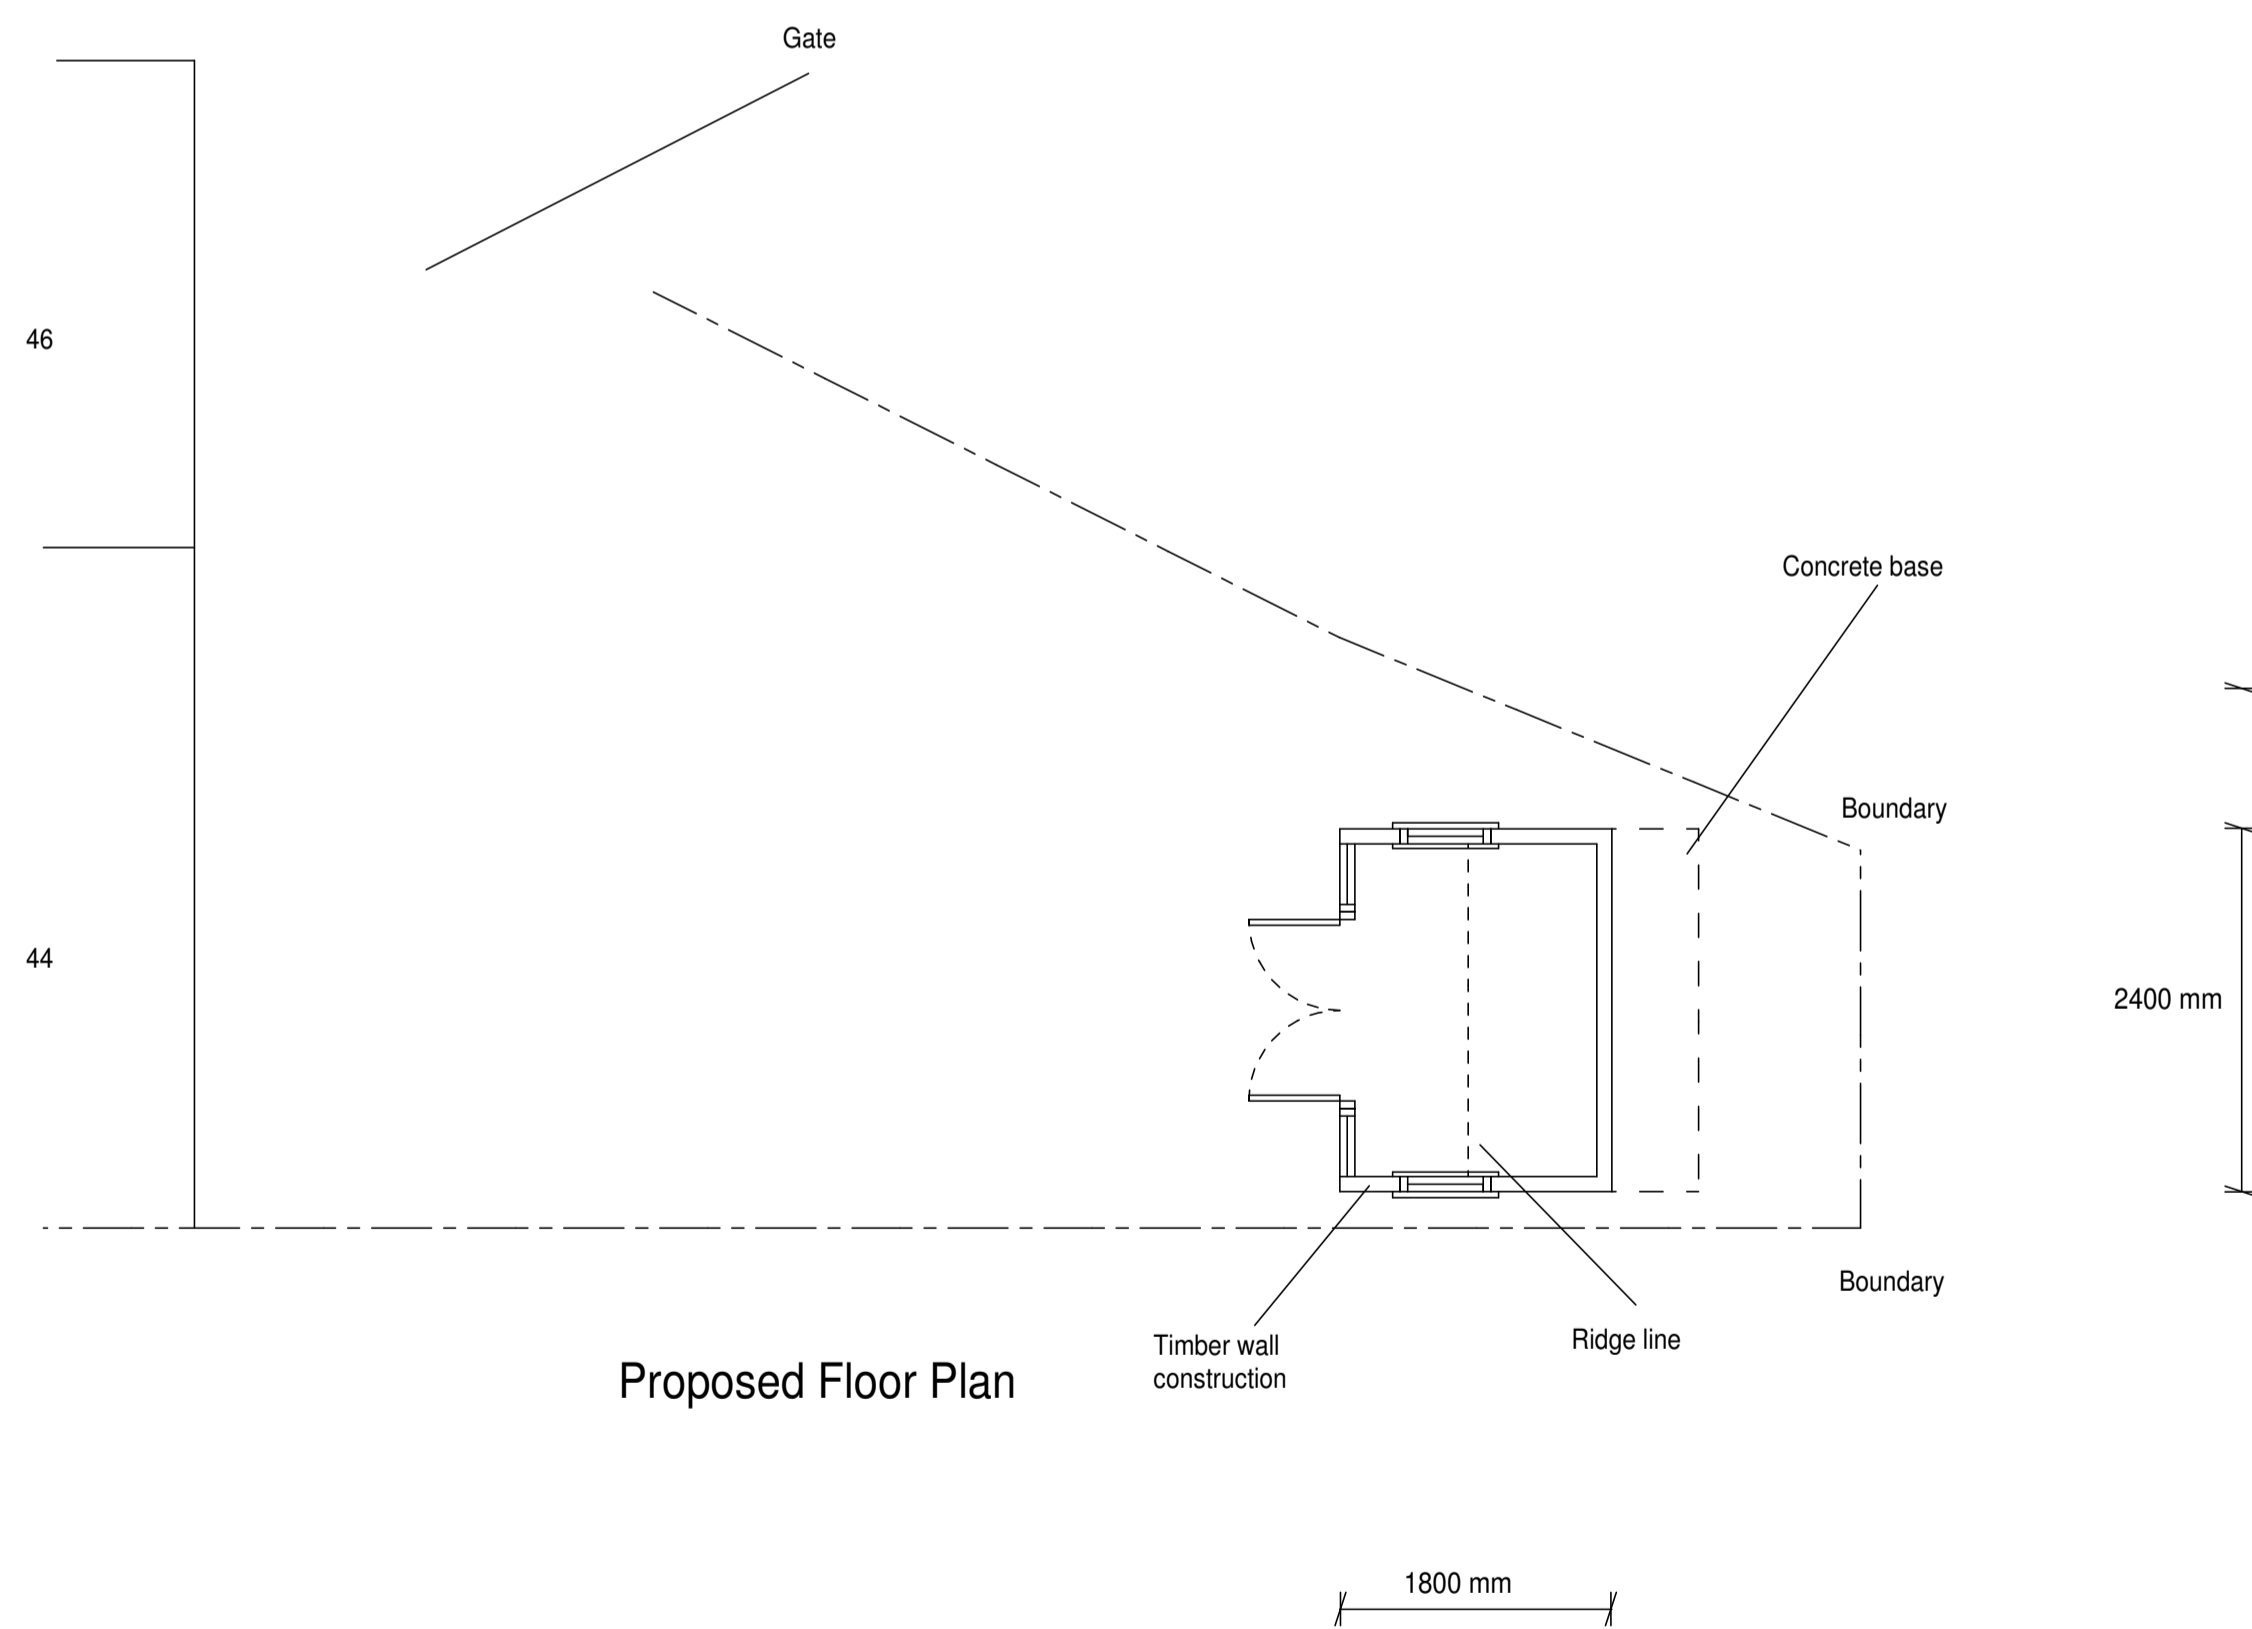 Gate
46
Concrete base
Boundary
44
2400 mm
Boundary
Timber wall
construction
Ridge line
Proposed Floor Plan
1800 mm